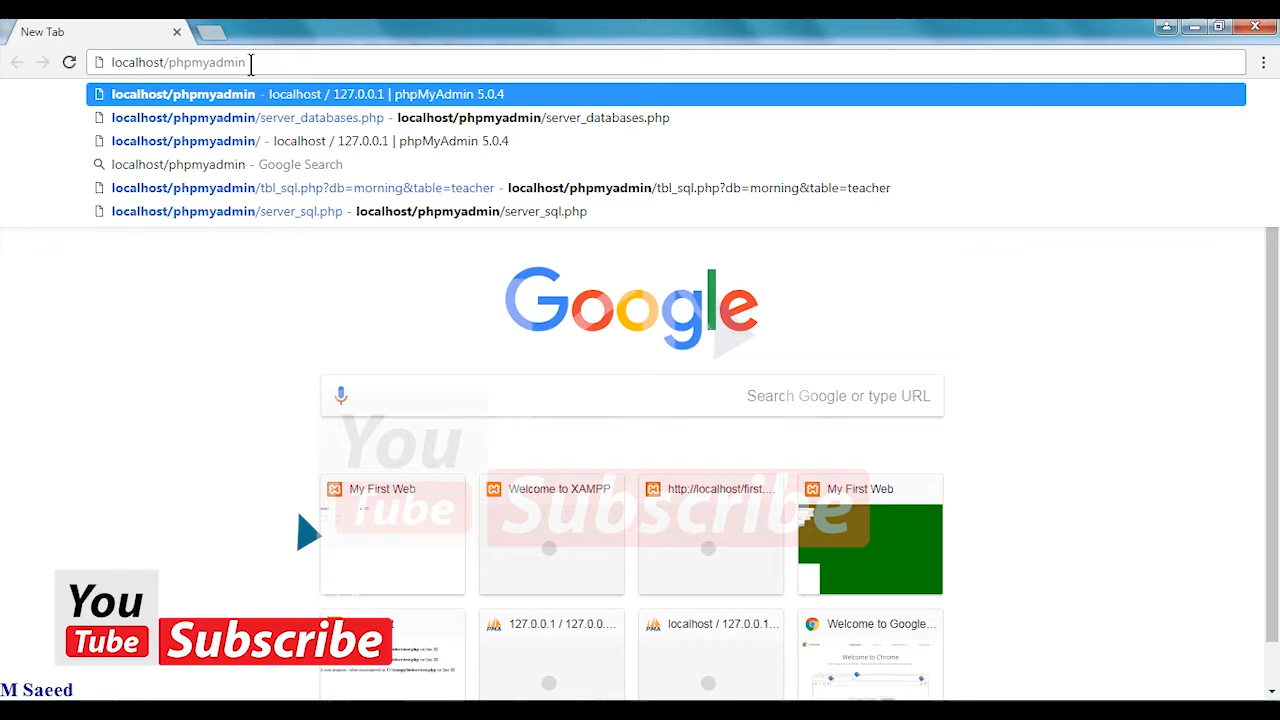 New Tab
localhost/phpmyadmin
localhost/phpmyadmin - localhost / 127.0.0.1 | phpMyAdmin 5.0.4
localhost/phpmyadmin/server_databases.php - localhost/phpmyadmin/server_databases.php
localhost/phpmyadmin/ - localhost / 127.0.0.1 | phpMyAdmin 5.0.4
localhost/phpmyadmin - Google Search
localhost/phpmyadmin/tbl_sql.php?db=morning&table=teacher - localhost/phpmyadmin/tbl_sql.php?db=morning&table=teacher
localhost/phpmyadmin/server_sql.php - localhost/phpmyadmin/server_sql.php
Google
Search Google or type URL
You
Tube Subscribe
My First Web
Welcome to XAMPP
http://localhost/first....
My First Web
127.0.0.1 / 127.0.0....
localhost / 127.0.0.1...
Welcome to Google...
Welcome to Chrome
You
Tube Subscribe
M Saeed